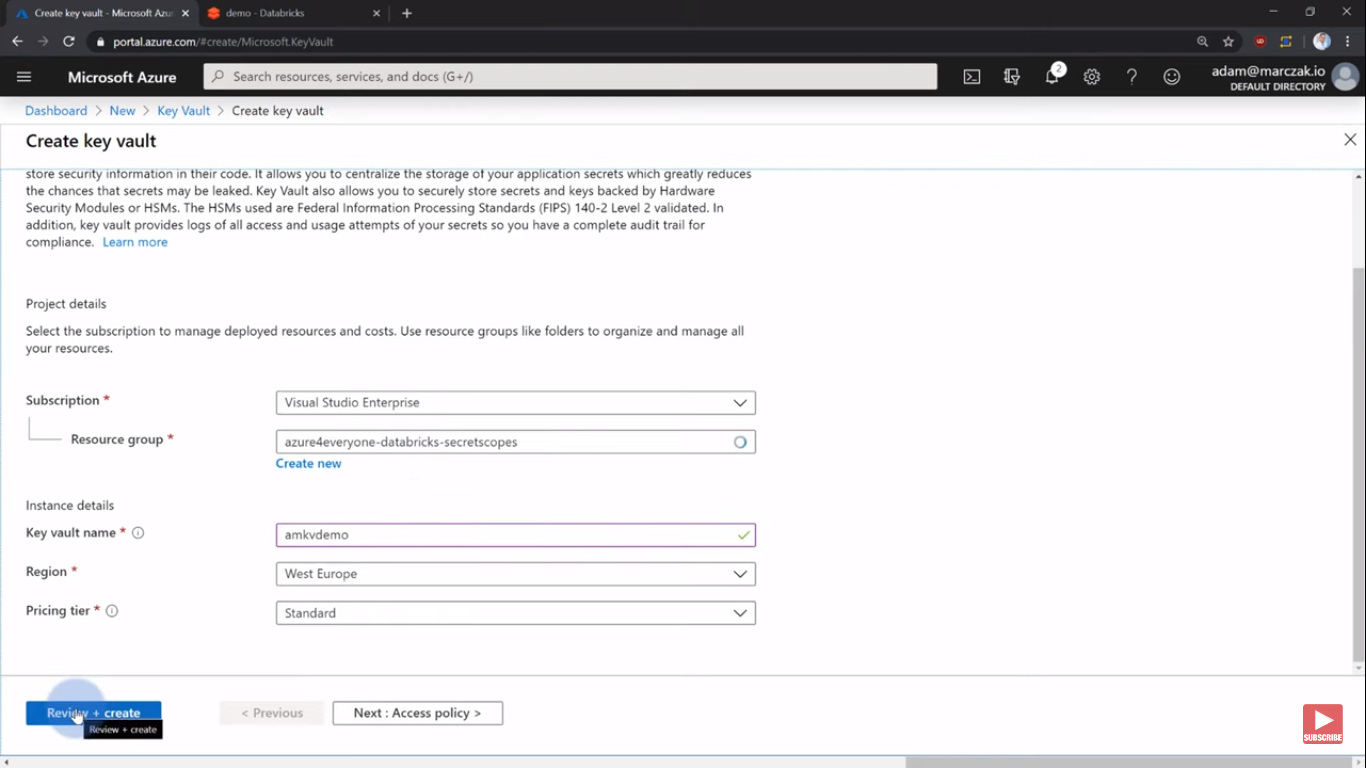 Create key vault - Microsoft Azu
demo - Databricks
portal.azure.com/#create/Microsoft.KeyVault
Microsoft Azure
Search resources, services, and docs (G+/)
2
adam@marczak.io
DEFAULT DIRECTORY
Dashboard > New > Key Vault > Create key vault
Create key vault
store security information in their code. It allows you to centralize the storage of your application secrets which greatly reduces
the chances that secrets may be leaked. Key Vault also allows you to securely store secrets and keys backed by Hardware
Security Modules or HSMs. The HSMs used are Federal Information Processing Standards (FIPS) 140-2 Level 2 validated. In
addition, key vault provides logs of all access and usage attempts of your secrets so you have a complete audit trail for
compliance. Learn more
Project details
Select the subscription to manage deployed resources and costs. Use resource groups like folders to organize and manage all
your resources.
Subscription *
Visual Studio Enterprise
Resource group *
azure4everyone-databricks-secretscopes
Create new
Instance details
Key vault name *
amkvdemo
Region *
West Europe
Pricing tier *
Standard
Review + create
< Previous
Next : Access policy >
Review + create
SUBSCRIBE